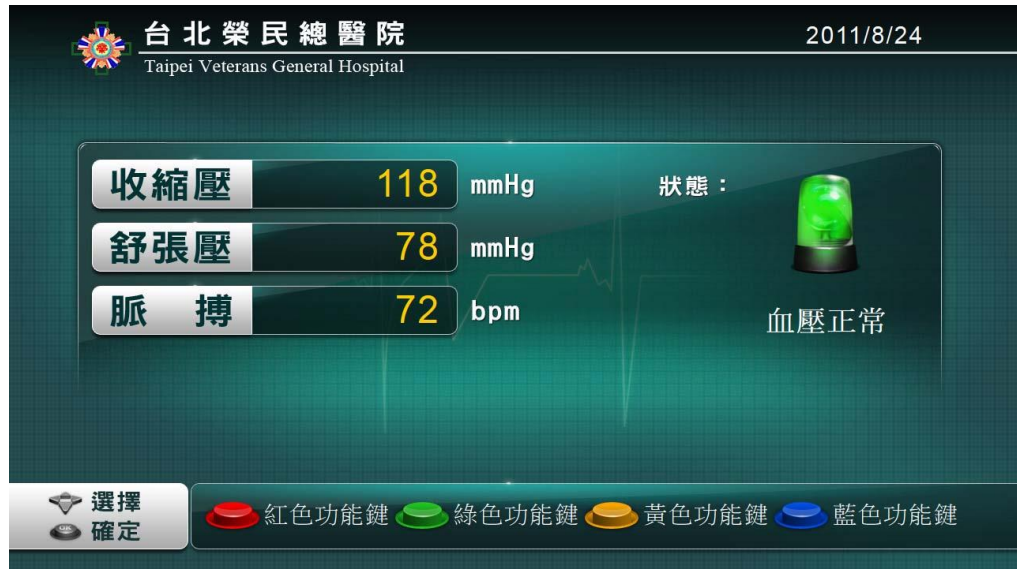 台北榮民總醫院
2011/8/24
Taipei Veterans General Hospital
收縮壓 118 mmHg 狀態：
舒張壓 78 mmHg
脈搏 72 bpm
血壓正常
選擇
OK 確定
紅色功能鍵 綠色功能鍵 黃色功能鍵 藍色功能鍵